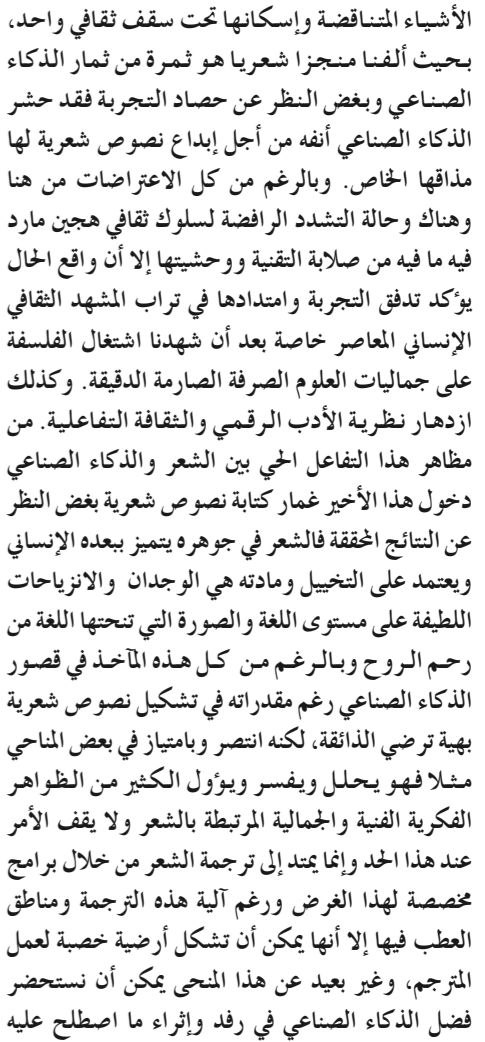 الأشياء المتناقضة وإسكانها تحت سقف ثقافي واحد،
بحيث ألفنا منجزا شعريا هو ثمرة من ثمار الذكاء
الصناعي وبغض النظر عن حصاد التجربة فقد حشر
الذكاء الصناعي أنفه من أجل إبداع نصوص شعرية لها
مذاقها الخاص. وبالرغم من كل الاعتراضات من هنا
وهناك وحالة التشدد الرافضة لسلوك ثقافي هجين مارد
فيه ما فيه من صلابة التقنية ووحشيتها إلا أن واقع الحال
يؤكد تدفق التجربة وامتدادها في تراب المشهد الثقافي
الإنساني المعاصر خاصة بعد أن شهدنا اشتغال الفلسفة
على جماليات العلوم الصرفة الصارمة الدقيقة. وكذلك
ازدهار نظرية الأدب الرقمي والثقافة التفاعلية. من
مظاهر هذا التفاعل الحي بين الشعر والذكاء الصناعي
دخول هذا الأخير غمار كتابة نصوص شعرية بغض النظر
عن النتائج المحققة فالشعر في جوهره يتميز ببعده الإنساني
ويعتمد على التخييل ومادته هي الوجدان والانزياحات
اللطيفة على مستوى اللغة والصورة التي تنحتها اللغة من
رحم الروح وبالرغم من كل هذه المآخذ في قصور
الذكاء الصناعي رغم مقدراته في تشكيل نصوص شعرية
بهية ترضي الذائقة، لكنه انتصر وبامتياز في بعض المناحي
مثلا فهو يحلل ويفسر ويؤول الكثير من الظواهر
الفكرية الفنية والجمالية المرتبطة بالشعر ولا يقف الأمر
عند هذا الحد وإنما يمتد إلى ترجمة الشعر من خلال برامج
مخصصة لهذا الغرض ورغم آلية هذه الترجمة ومناطق
العطب فيها إلا أنها يمكن أن تشكل أرضية خصبة لعمل
المترجم، وغير بعيد عن هذا المنحى يمكن أن نستحضر
فضل الذكاء الصناعي في رفد وإثراء ما اصطلح عليه